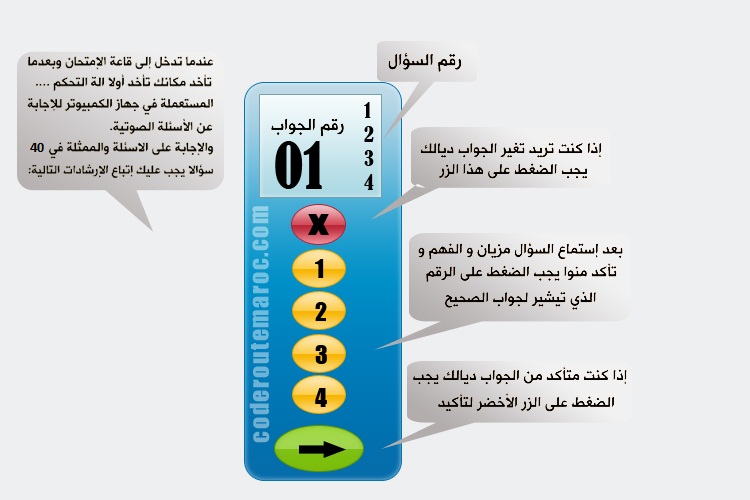 عندما تدخل إلى قاعة الإمتحان وبعدما
تأخد مكانك تأخد أولا الة التحكم ....
المستعملة في جهاز الكمبيوتر للإجابة
عن الأسئلة الصوتية.
والإجابة على الاسئلة والممثلة في 40
سؤالا يجب عليك إتباع الإرشادات التالية:
رقم السؤال
رقم الجواب
01
1
2
3
4
إذا كنت تريد تغير الجواب ديالك
يجب الضغط على هذا الزر
X
1
2
3
4
بعد إستماع السؤال مزيان و الفهم و
تأكد منوا يجب الضغط على الرقم
الذي تيشير لجواب الصحيح
إذا كنت متأكد من الجواب ديالك يجب
الضغط على الزر الأخضر لتأكيد
coderoutemaroc.com